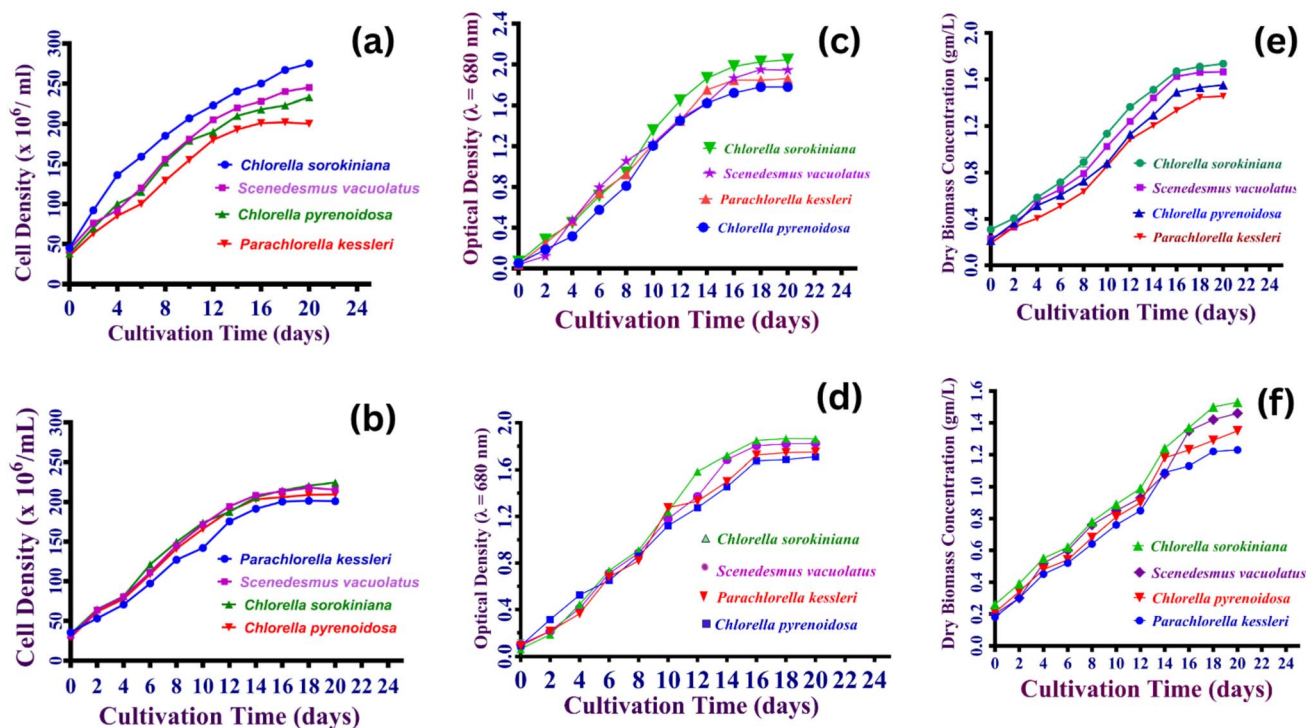 (a)
Cell Density (x 10⁶/ ml)
300
250
200
150
100
50
0
0 4 8 12 16 20 24
Cultivation Time (days)
Chlorella sorokiniana
Scenedesmus vacuolatus
Chlorella pyrenoidosa
Parachlorella kessleri
(c)
Optical Density (λ = 680 nm)
2.4
2.0
1.6
1.2
0.8
0.4
0.0
0 2 4 6 8 10 12 14 16 18 20 22 24
Cultivation Time (days)
Chlorella sorokiniana
Scenedesmus vacuolatus
Parachlorella kessleri
Chlorella pyrenoidosa
(e)
Dry Biomass Concentration (gm/L)
2.0
1.6
1.2
0.8
0.4
0.0
0 2 4 6 8 10 12 14 16 18 20 22 24
Cultivation Time (days)
Chlorella sorokiniana
Scenedesmus vacuolatus
Chlorella pyrenoidosa
Parachlorella kessleri
(b)
Cell Density (x 10⁶/mL)
300
250
200
150
100
50
0
0 2 4 6 8 10 12 14 16 18 20 22 24
Cultivation Time (days)
Parachlorella kessleri
Scenedesmus vacuolatus
Chlorella sorokiniana
Chlorella pyrenoidosa
(d)
Optical Density (λ = 680 nm)
2.0
1.6
1.2
0.8
0.4
0.0
0 2 4 6 8 10 12 14 16 18 20 22 24
Cultivation Time (days)
Chlorella sorokiniana
Scenedesmus vacuolatus
Parachlorella kessleri
Chlorella pyrenoidosa
(f)
Dry Biomass Concentration (gm/L)
1.6
1.4
1.2
1.0
0.8
0.6
0.4
0.2
0.0
0 2 4 6 8 10 12 14 16 18 20 22 24
Cultivation Time (days)
Chlorella sorokiniana
Scenedesmus vacuolatus
Chlorella pyrenoidosa
Parachlorella kessleri